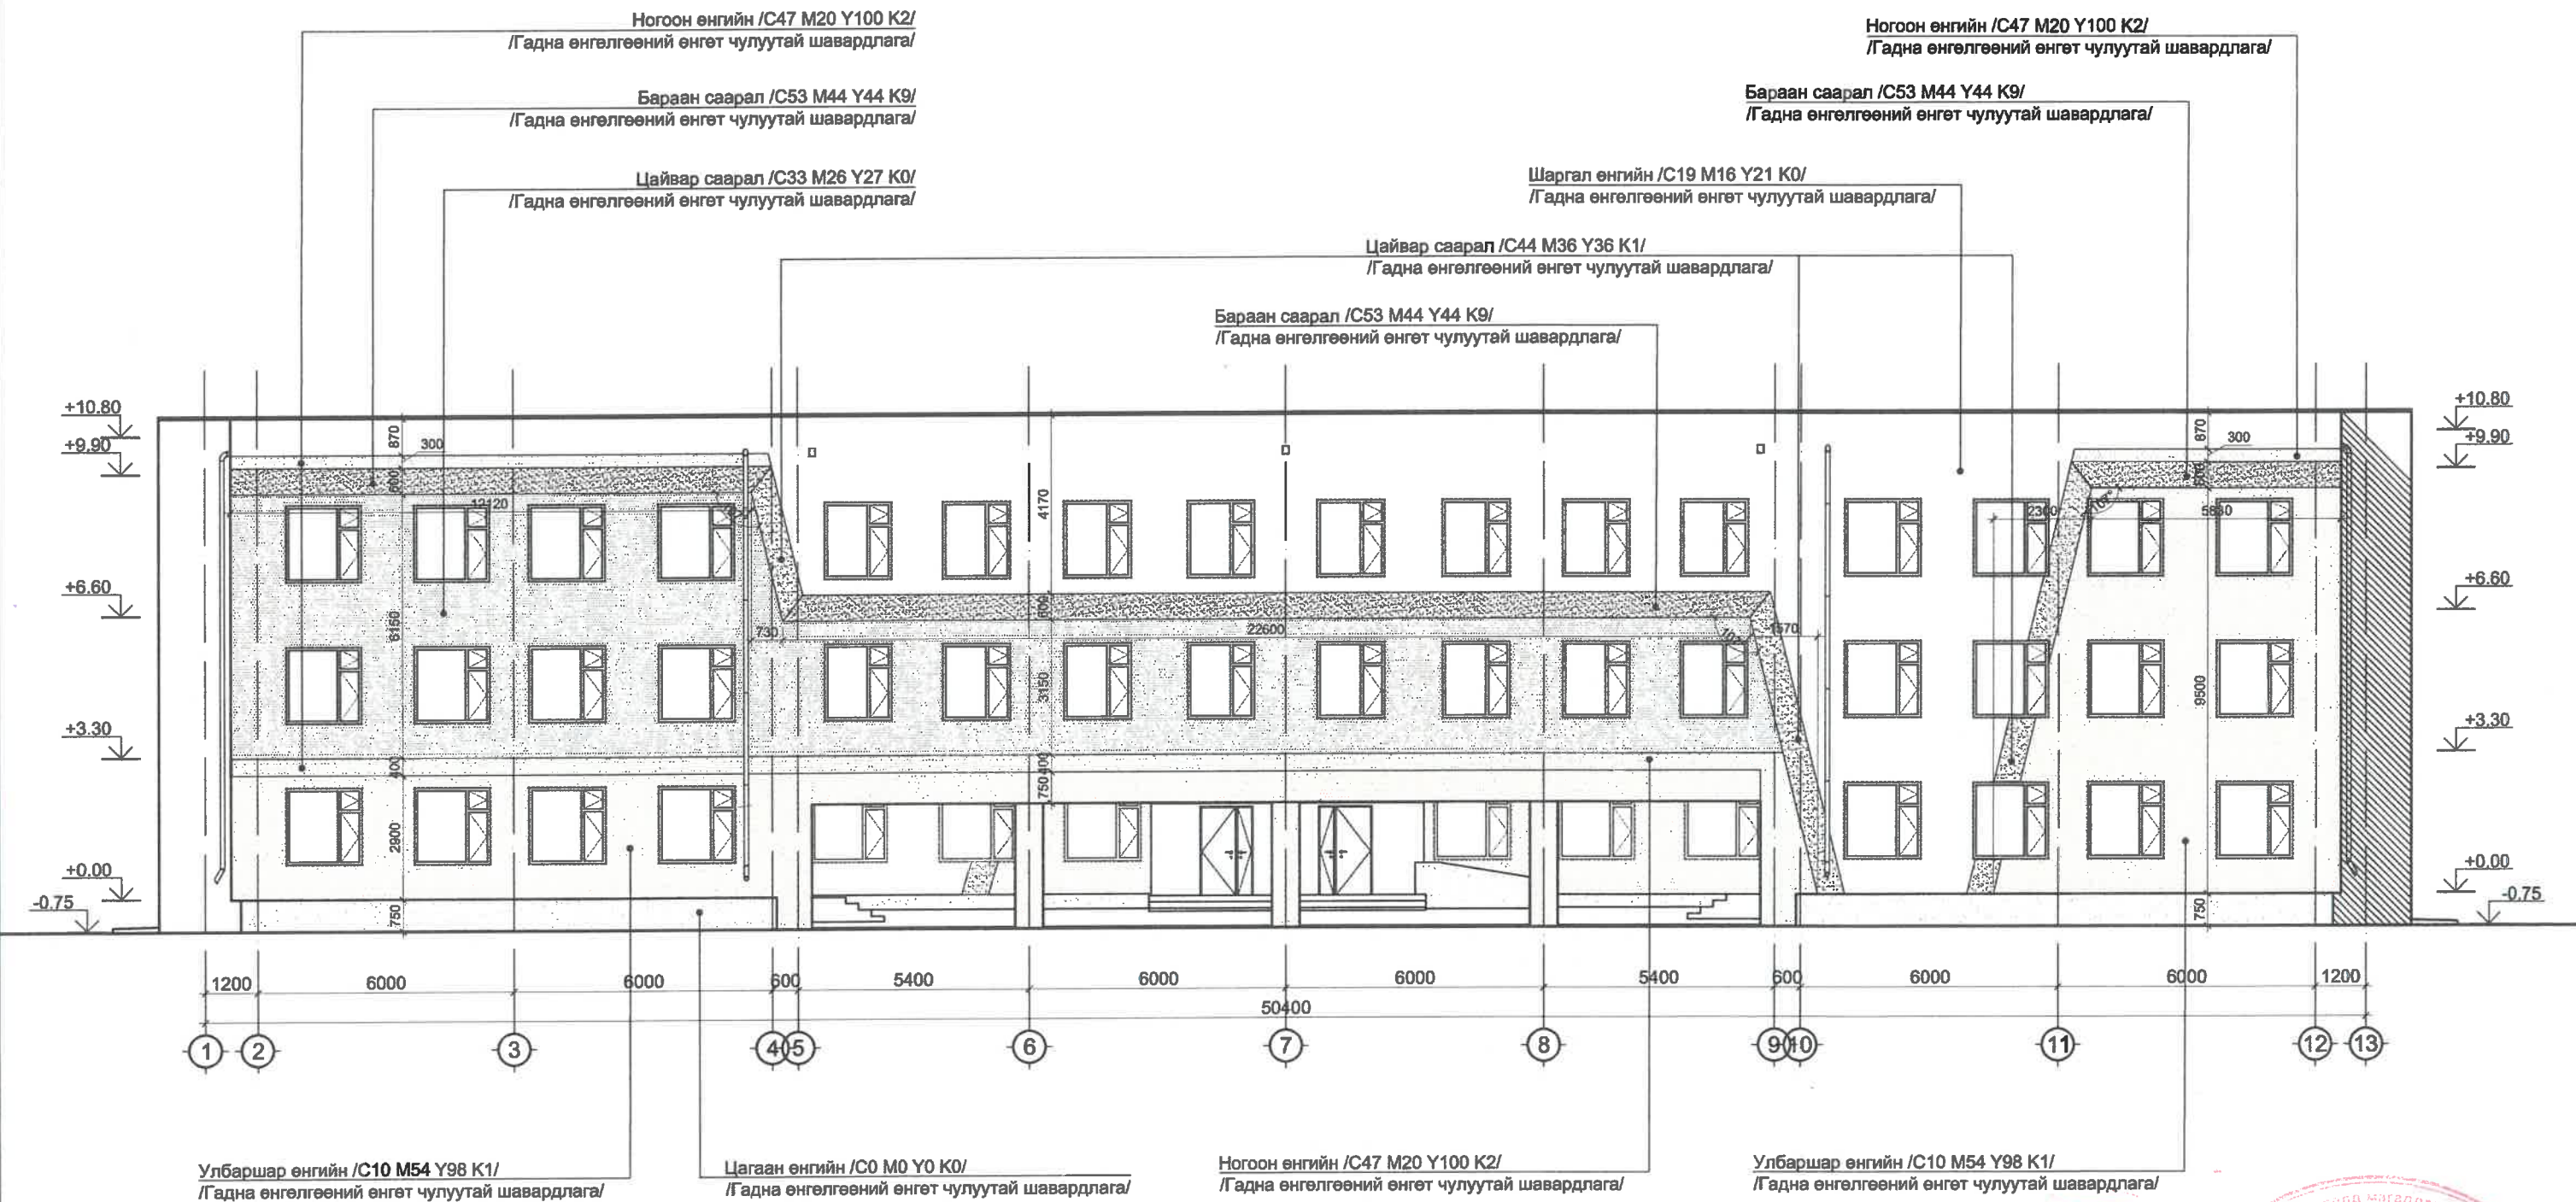 Ногоон өнгийн /C47 M20 Y100 K2/
/Гадна өнгөлгөөний өнгөт чулуутай шавардлага/
Ногоон өнгийн /C47 M20 Y100 K2/
/Гадна өнгөлгөөний өнгөт чулуутай шавардлага/
Бараан саарал /C53 M44 Y44 K9/
/Гадна өнгөлгөөний өнгөт чулуутай шавардлага/
Бараан саарал /C53 M44 Y44 K9/
/Гадна өнгөлгөөний өнгөт чулуутай шавардлага/
Цайвар саарал /C33 M26 Y27 K0/
/Гадна өнгөлгөөний өнгөт чулуутай шавардлага/
Шаргал өнгийн /C19 M16 Y21 K0/
/Гадна өнгөлгөөний өнгөт чулуутай шавардлага/
Цайвар саарал /C44 M36 Y36 K1/
/Гадна өнгөлгөөний өнгөт чулуутай шавардлага/
Бараан саарал /C53 M44 Y44 K9/
/Гадна өнгөлгөөний өнгөт чулуутай шавардлага/
+10.80
+9.90
+6.60
+3.30
+0.00
-0.75
870
300
600
12120
6150
400
2900
750
730
4170
600
22600
3150
400
750
1570
107°
870
300
600
107°
2300
5830
9500
750
+10.80
+9.90
+6.60
+3.30
+0.00
-0.75
1200 6000 6000 600 5400 6000 6000 5400 600 6000 6000 1200
50400
1 2 3 4 5 6 7 8 9 10 11 12 13
Улбаршар өнгийн /C10 M54 Y98 K1/
/Гадна өнгөлгөөний өнгөт чулуутай шавардлага/
Цагаан өнгийн /C0 M0 Y0 K0/
/Гадна өнгөлгөөний өнгөт чулуутай шавардлага/
Ногоон өнгийн /C47 M20 Y100 K2/
/Гадна өнгөлгөөний өнгөт чулуутай шавардлага/
Улбаршар өнгийн /C10 M54 Y98 K1/
/Гадна өнгөлгөөний өнгөт чулуутай шавардлага/